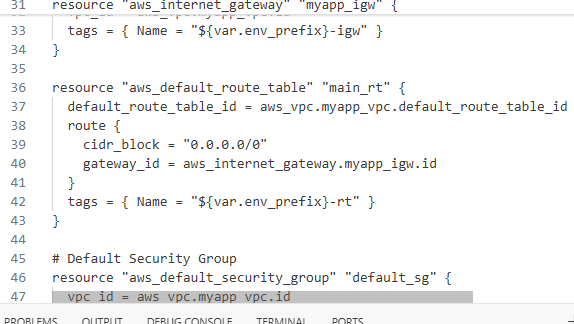 31 resource "aws_internet_gateway" "myapp_igw" {
33 tags = { Name = "${var.env_prefix}-igw" }
34 }
35
36 resource "aws_default_route_table" "main_rt" {
37 default_route_table_id = aws_vpc.myapp_vpc.default_route_table_id
38 route {
39 cidr_block = "0.0.0.0/0"
40 gateway_id = aws_internet_gateway.myapp_igw.id
41 }
42 tags = { Name = "${var.env_prefix}-rt" }
43 }
44
45 # Default Security Group
46 resource "aws_default_security_group" "default_sg" {
47 vpc_id = aws_vpc.myapp_vpc.id
PROBLEMS OUTPUT DEBUG CONSOLE TERMINAL PORTS